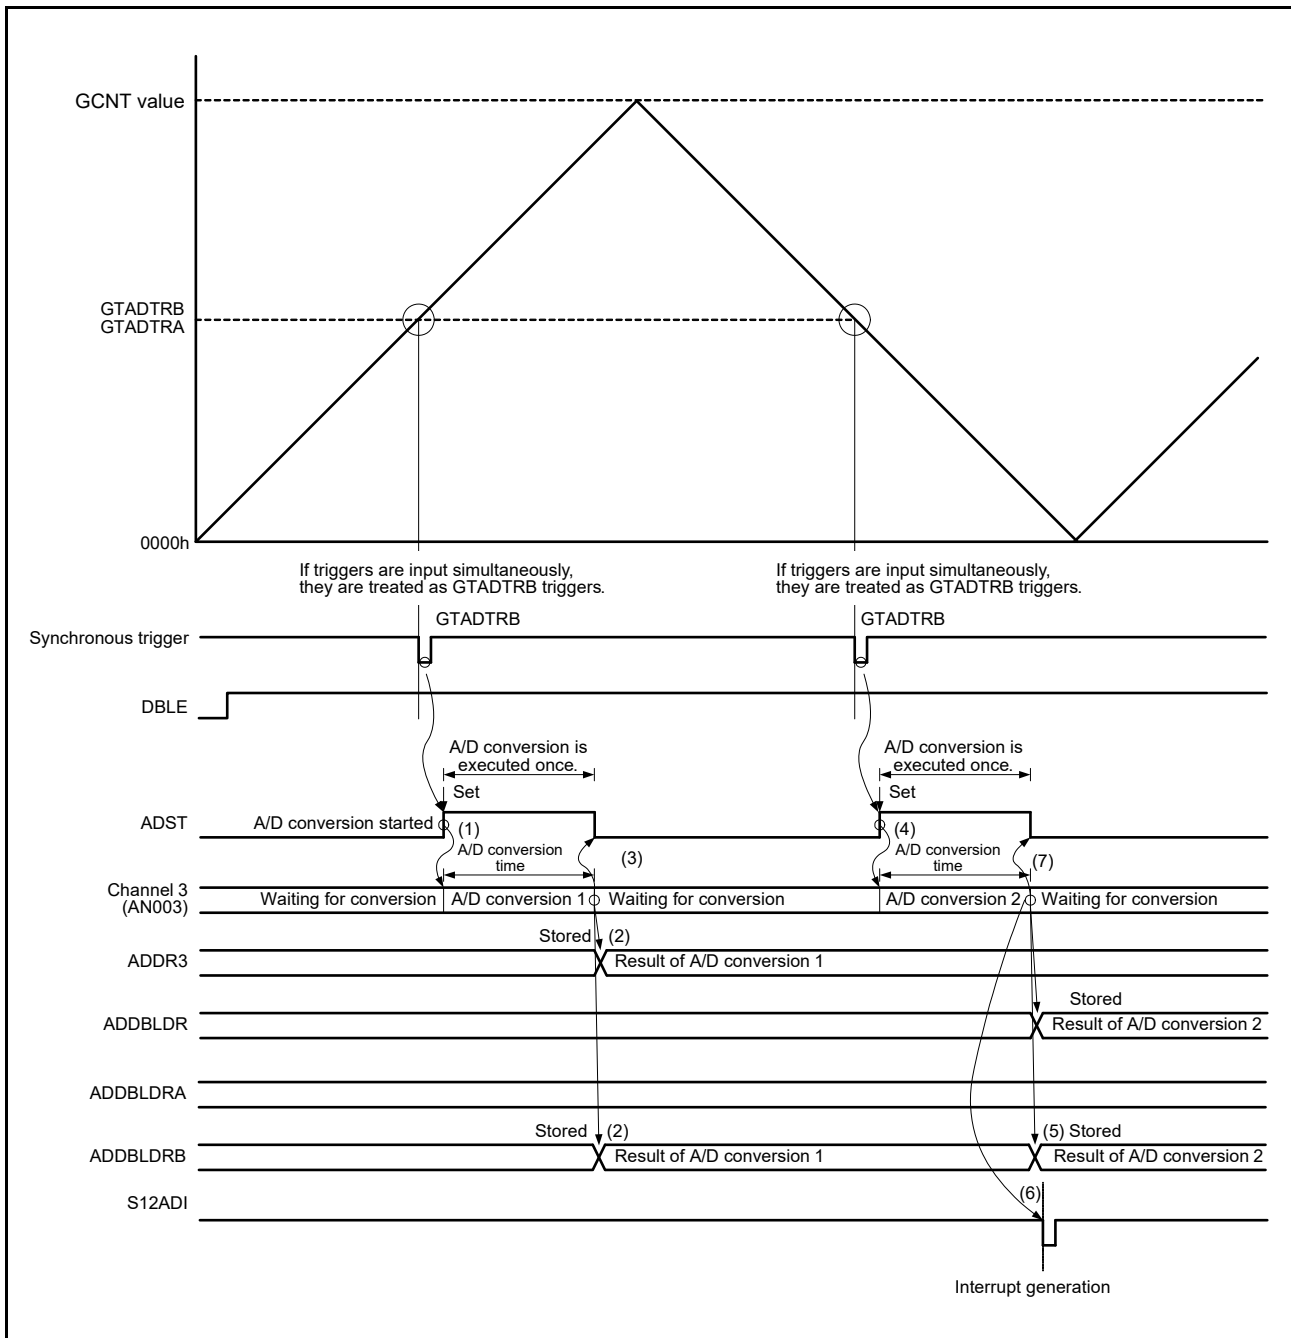 GCNT value
GTADTRB
GTADTRA
0000h
If triggers are input simultaneously,
they are treated as GTADTRB triggers.
If triggers are input simultaneously,
they are treated as GTADTRB triggers.
GTADTRB
GTADTRB
Synchronous trigger
DBLE
A/D conversion is
executed once.
A/D conversion is
executed once.
Set
Set
ADST
A/D conversion started
(1)
(4)
A/D conversion
time
(3)
A/D conversion
time
(7)
Channel 3
(AN003)
Waiting for conversion
A/D conversion 1
Waiting for conversion
A/D conversion 2
Waiting for conversion
Stored
(2)
ADDR3
Result of A/D conversion 1
Stored
ADDBLDR
Result of A/D conversion 2
ADDBLDRA
Stored
(2)
(5) Stored
ADDBLDRB
Result of A/D conversion 1
Result of A/D conversion 2
S12ADI
(6)
Interrupt generation